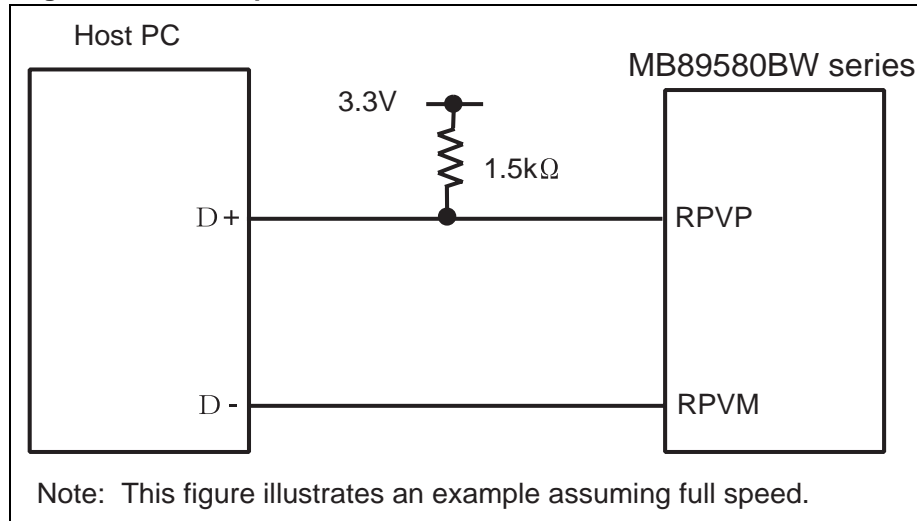 Host PC
MB89580BW series
3.3V
1.5kΩ
D+
RPVP
D-
RPVM
Note: This figure illustrates an example assuming full speed.